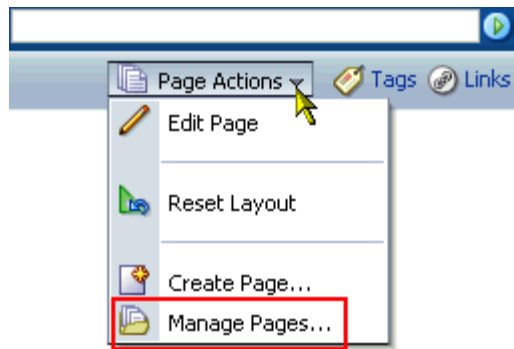 Page Actions Tags Links
Edit Page
Reset Layout
Create Page...
Manage Pages...